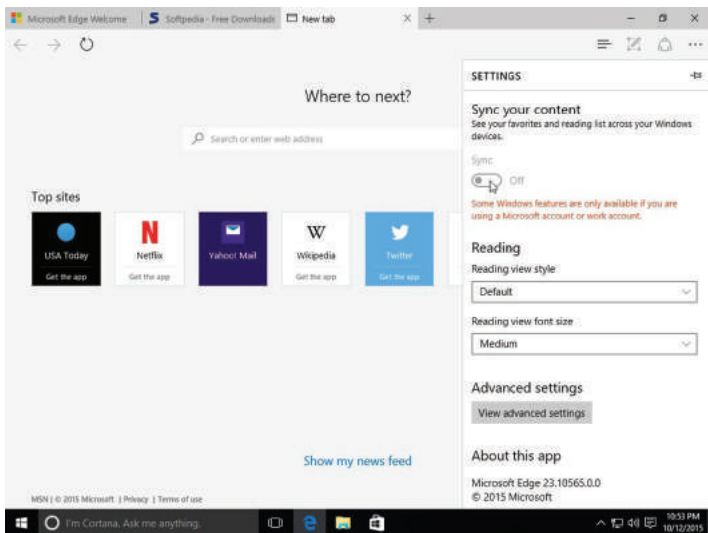 Microsoft Edge Welcome
S Softpedia - Free Downloads
New tab
SETTINGS
Where to next?
Search or enter web address
Sync your content
See your favorites and reading list across your Windows
devices.
Sync
Off
Some Windows features are only available if you are
using a Microsoft account or work account.
Top sites
N
W
USA Today
Netflix
Yahoo! Mail
Wikipedia
Twitter
Get the app
Get the app
Get the app
Get the app
Reading
Reading view style
Default
Reading view font size
Medium
Advanced settings
View advanced settings
Show my news feed
About this app
Microsoft Edge 23.10565.0.0
© 2015 Microsoft
MSN | © 2015 Microsoft | Privacy | Terms of use
I'm Cortana. Ask me anything.
10:53 PM
10/12/2015